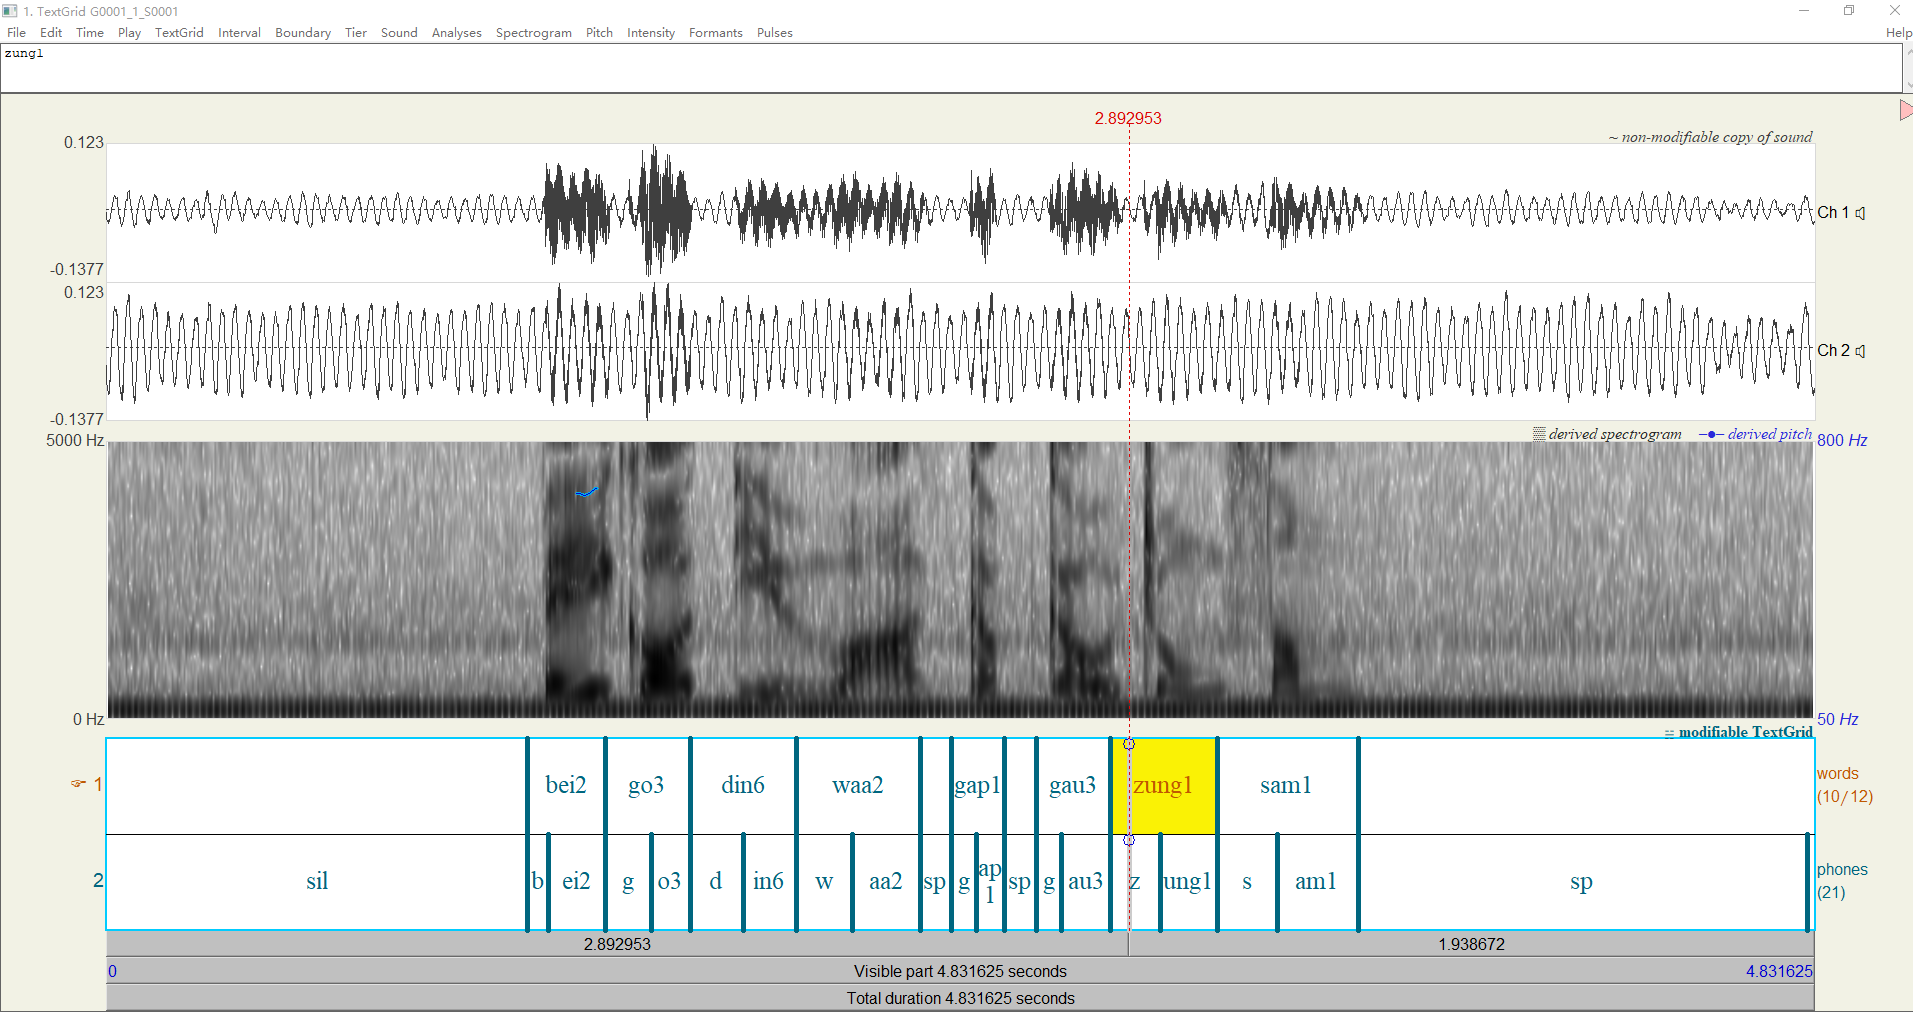 1. TextGrid G0001_1_S0001
File Edit Time Play TextGrid Interval Boundary Tier Sound Analyses Spectrogram Pitch Intensity Formants Pulses Help
zung1
2.892953
~ non-modifiable copy of sound
0.123
Ch 1
-0.1377
0.123
Ch 2
-0.1377
derived spectrogram derived pitch
5000 Hz 800 Hz
0 Hz 50 Hz
modifiable TextGrid
1 bei2 go3 din6 waa2 gap1 gau3 zung1 sam1 words
(10/12)
2 sil b ei2 g o3 d in6 w aa2 sp g ap1 sp g au3 z ung1 s am1 sp phones
(21)
2.892953 1.938672
0 Visible part 4.831625 seconds 4.831625
Total duration 4.831625 seconds